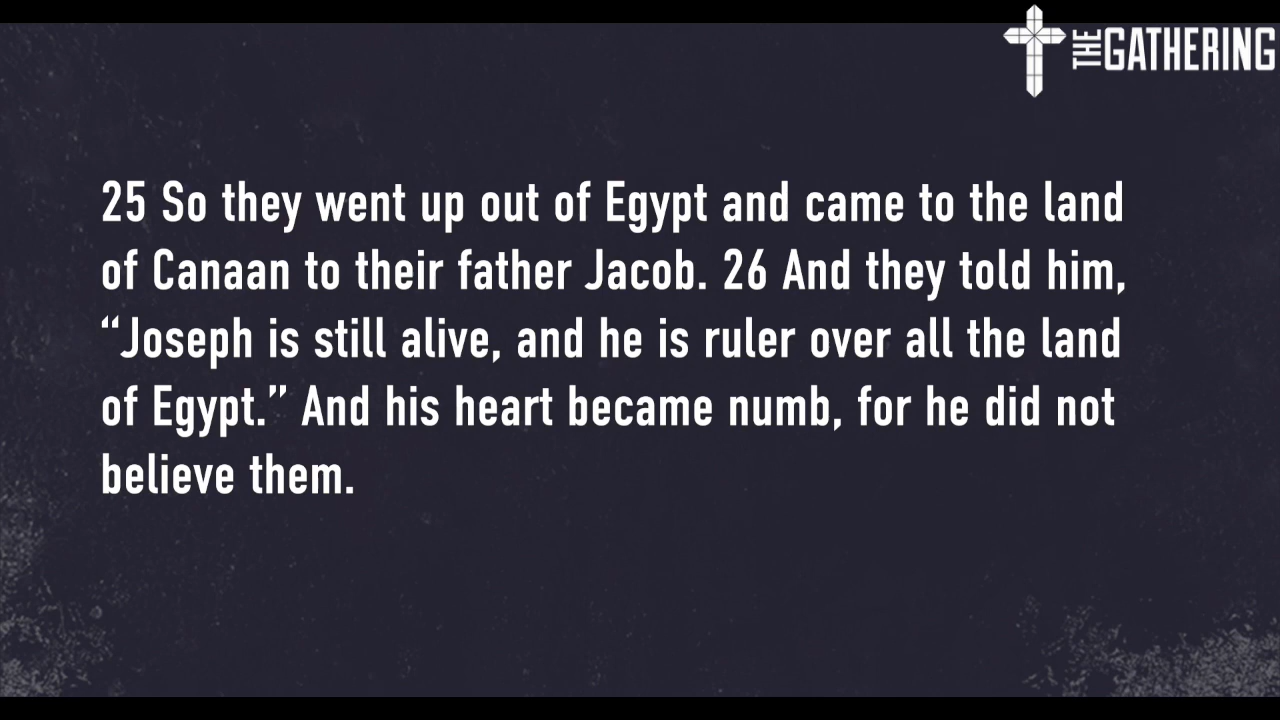 THE GATHERING
25 So they went up out of Egypt and came to the land
of Canaan to their father Jacob. 26 And they told him,
“Joseph is still alive, and he is ruler over all the land
of Egypt.” And his heart became numb, for he did not
believe them.